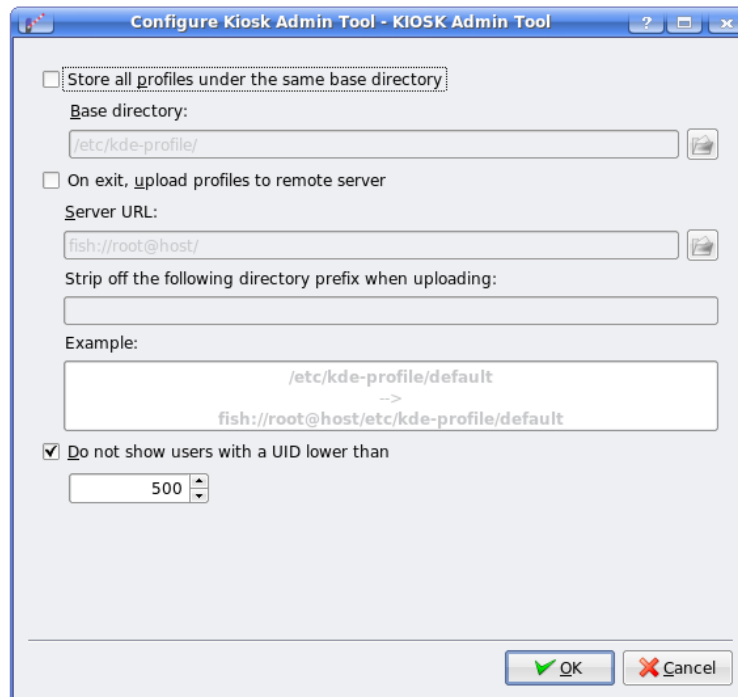 Configure Kiosk Admin Tool - KIOSK Admin Tool
Store all profiles under the same base directory
Base directory:
/etc/kde-profile/
On exit, upload profiles to remote server
Server URL:
fish://root@host/
Strip off the following directory prefix when uploading:
Example:
/etc/kde-profile/default
-->
fish://root@host/etc/kde-profile/default
Do not show users with a UID lower than
500
OK Cancel